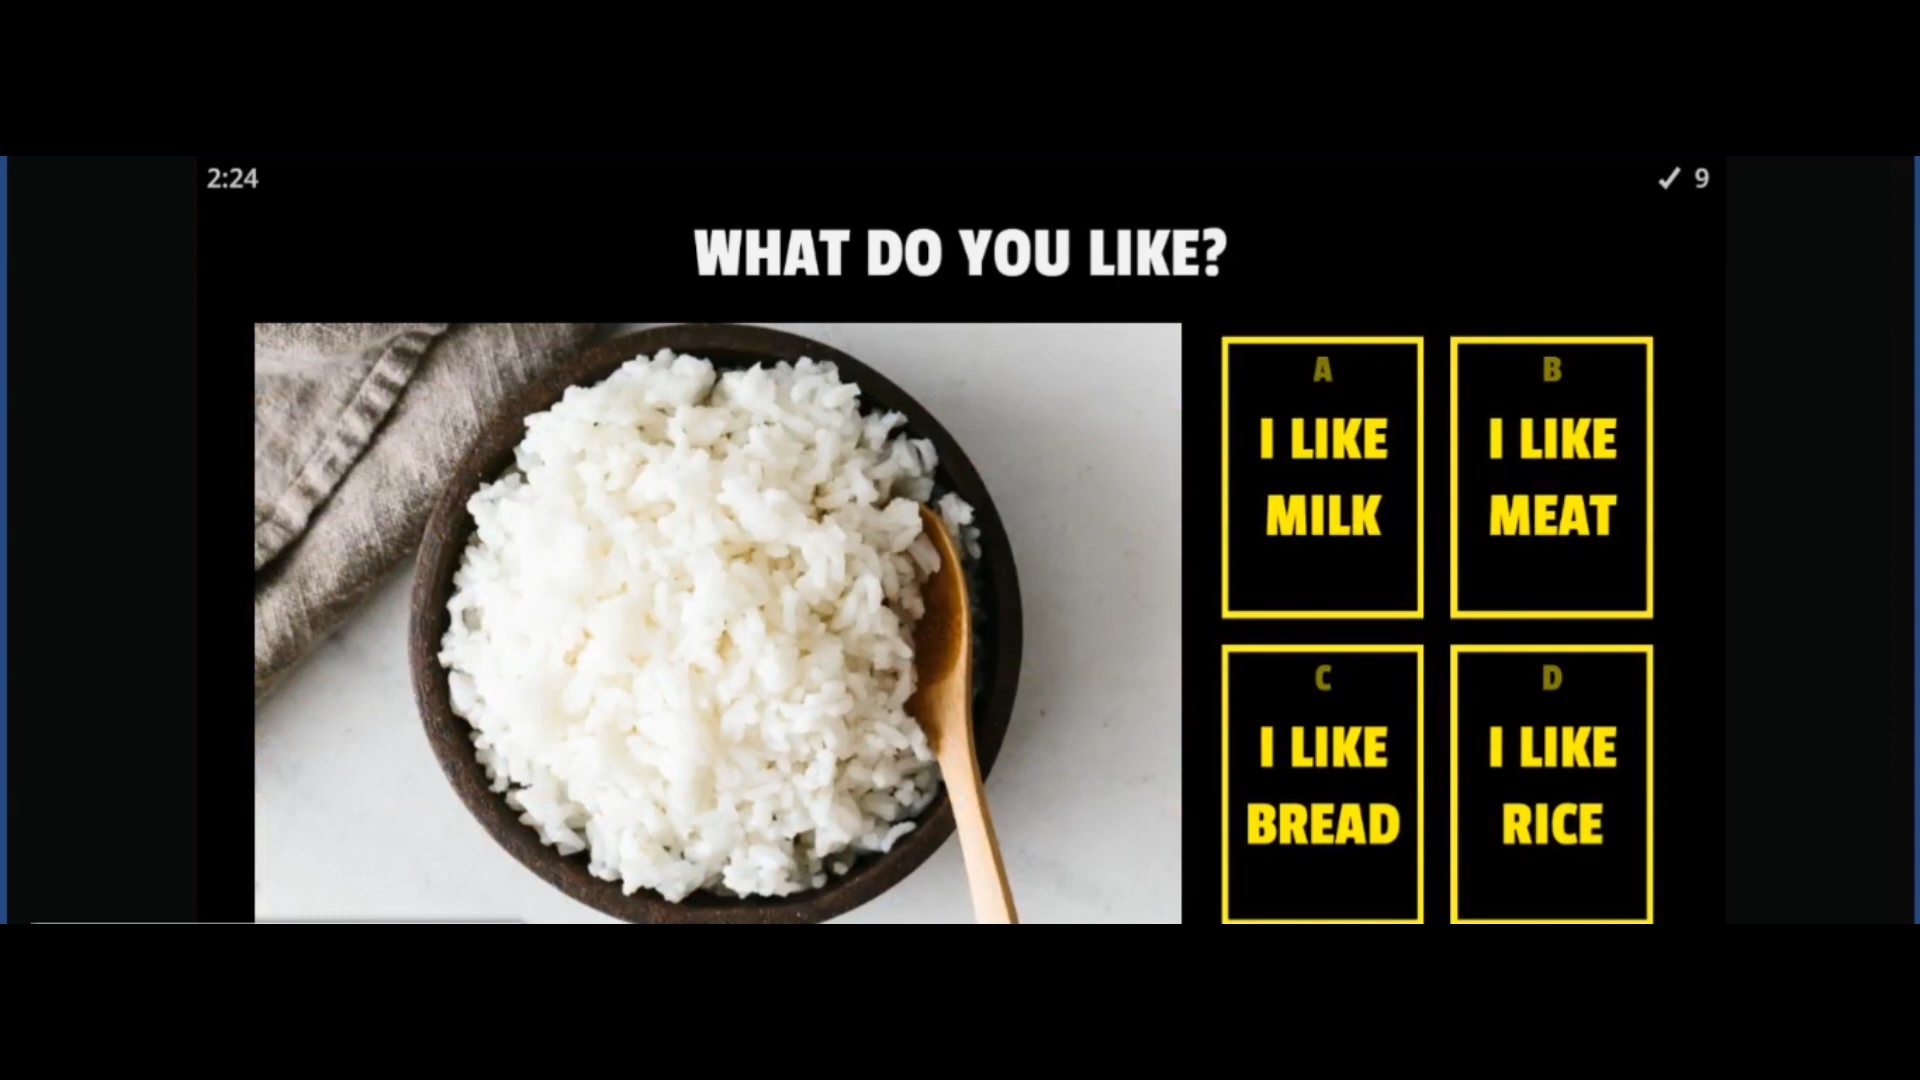 2:24
✓ 9
WHAT DO YOU LIKE?
A
I LIKE
MILK
B
I LIKE
MEAT
C
I LIKE
BREAD
D
I LIKE
RICE